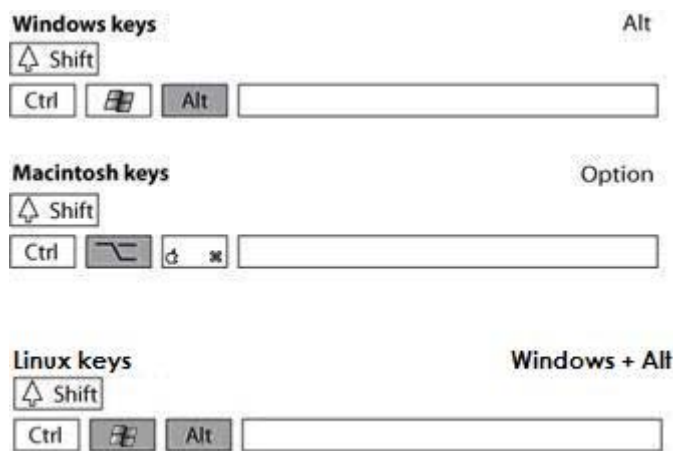 Windows keys Alt
Shift
Ctrl Alt
Macintosh keys Option
Shift
Ctrl ⌥ ⌘
Linux keys Windows + Alt
Shift
Ctrl Alt